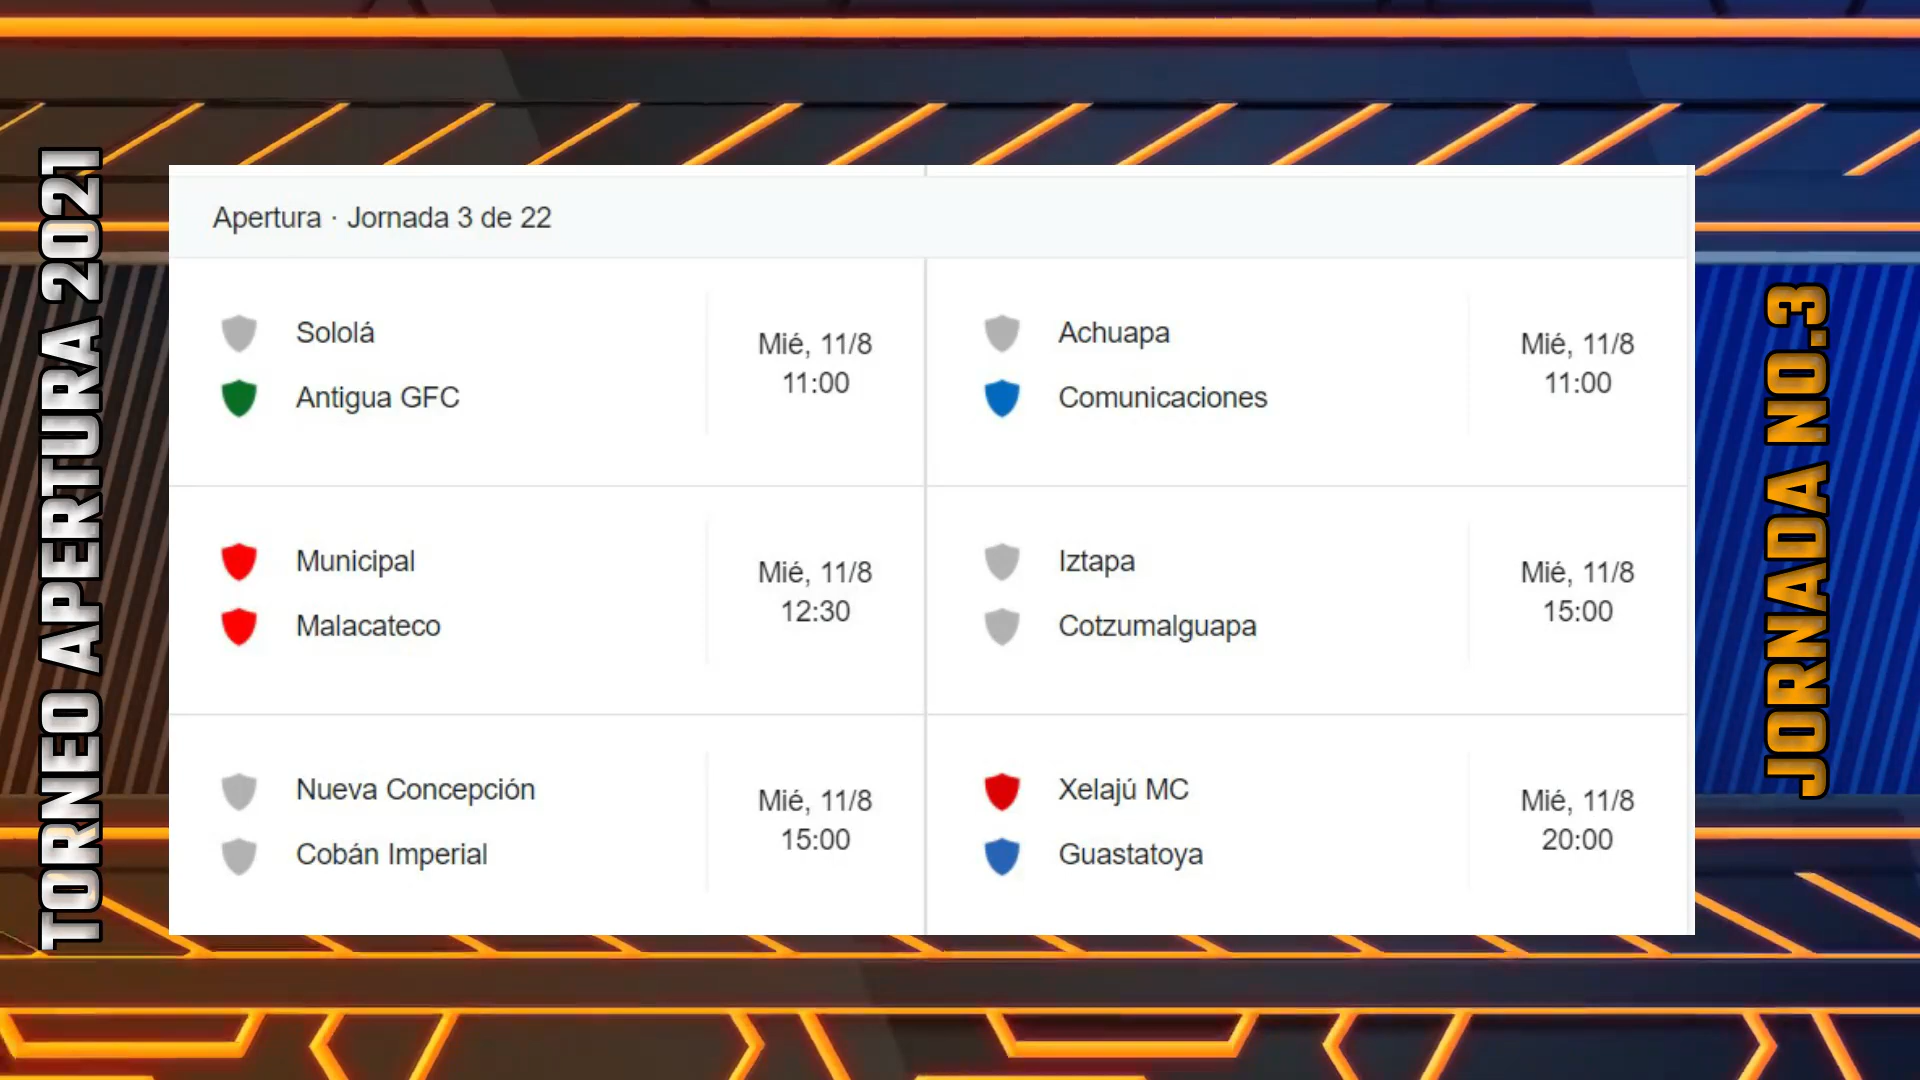 TORNEO APERTURA 2021
Apertura · Jornada 3 de 22
Sololá
Antigua GFC
Mié, 11/8
11:00
Achuapa
Comunicaciones
Mié, 11/8
11:00
Municipal
Malacateco
Mié, 11/8
12:30
Iztapa
Cotzumalguapa
Mié, 11/8
15:00
Nueva Concepción
Cobán Imperial
Mié, 11/8
15:00
Xelajú MC
Guastatoya
Mié, 11/8
20:00
JORNADA NO.3